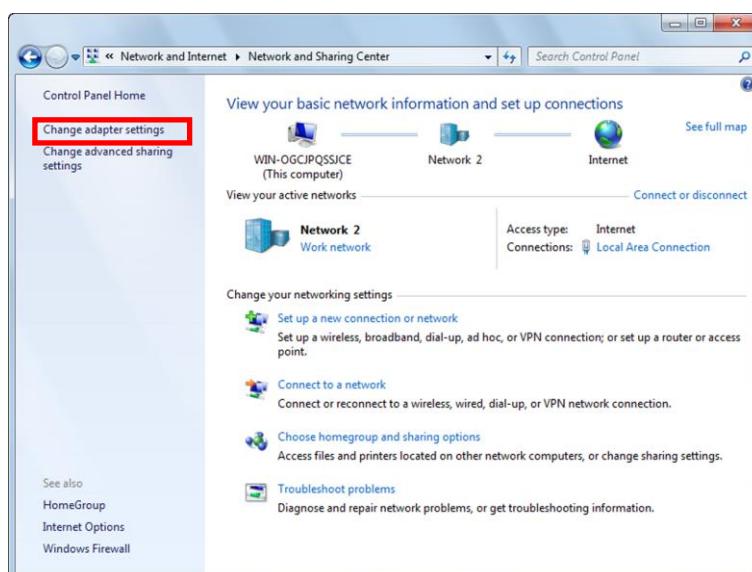 « Network and Internet ▸ Network and Sharing Center
Search Control Panel
Control Panel Home
Change adapter settings
Change advanced sharing
settings
See also
HomeGroup
Internet Options
Windows Firewall
View your basic network information and set up connections
See full map
WIN-OGCJPQSSJCE
(This computer)
Network 2
Internet
View your active networks
Connect or disconnect
Network 2
Work network
Access type: Internet
Connections: Local Area Connection
Change your networking settings
Set up a new connection or network
Set up a wireless, broadband, dial-up, ad hoc, or VPN connection; or set up a router or access
point.
Connect to a network
Connect or reconnect to a wireless, wired, dial-up, or VPN network connection.
Choose homegroup and sharing options
Access files and printers located on other network computers, or change sharing settings.
Troubleshoot problems
Diagnose and repair network problems, or get troubleshooting information.